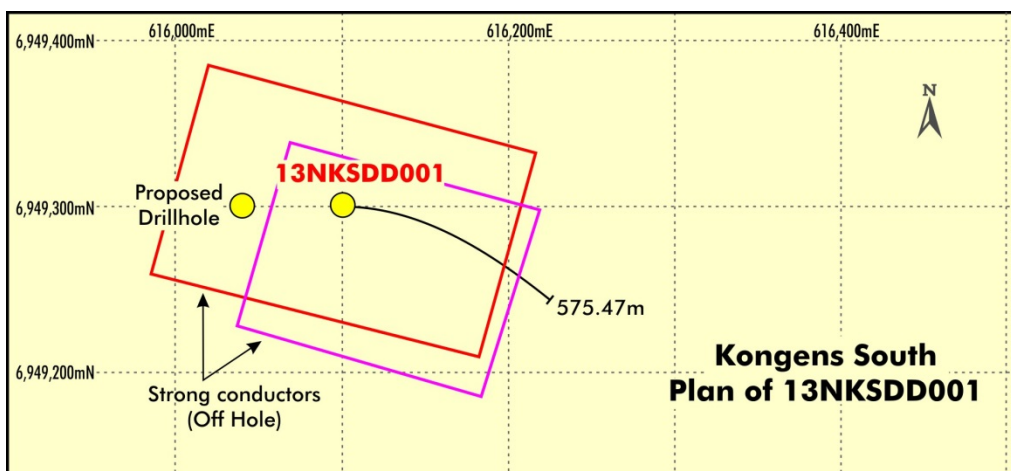 616,000mE
616,200mE
616,400mE
6,949,400mN
N
13NKSDD001
Proposed
Drillhole
6,949,300mN
575.47m
Kongens South
Plan of 13NKSDD001
6,949,200mN
Strong conductors
(Off Hole)